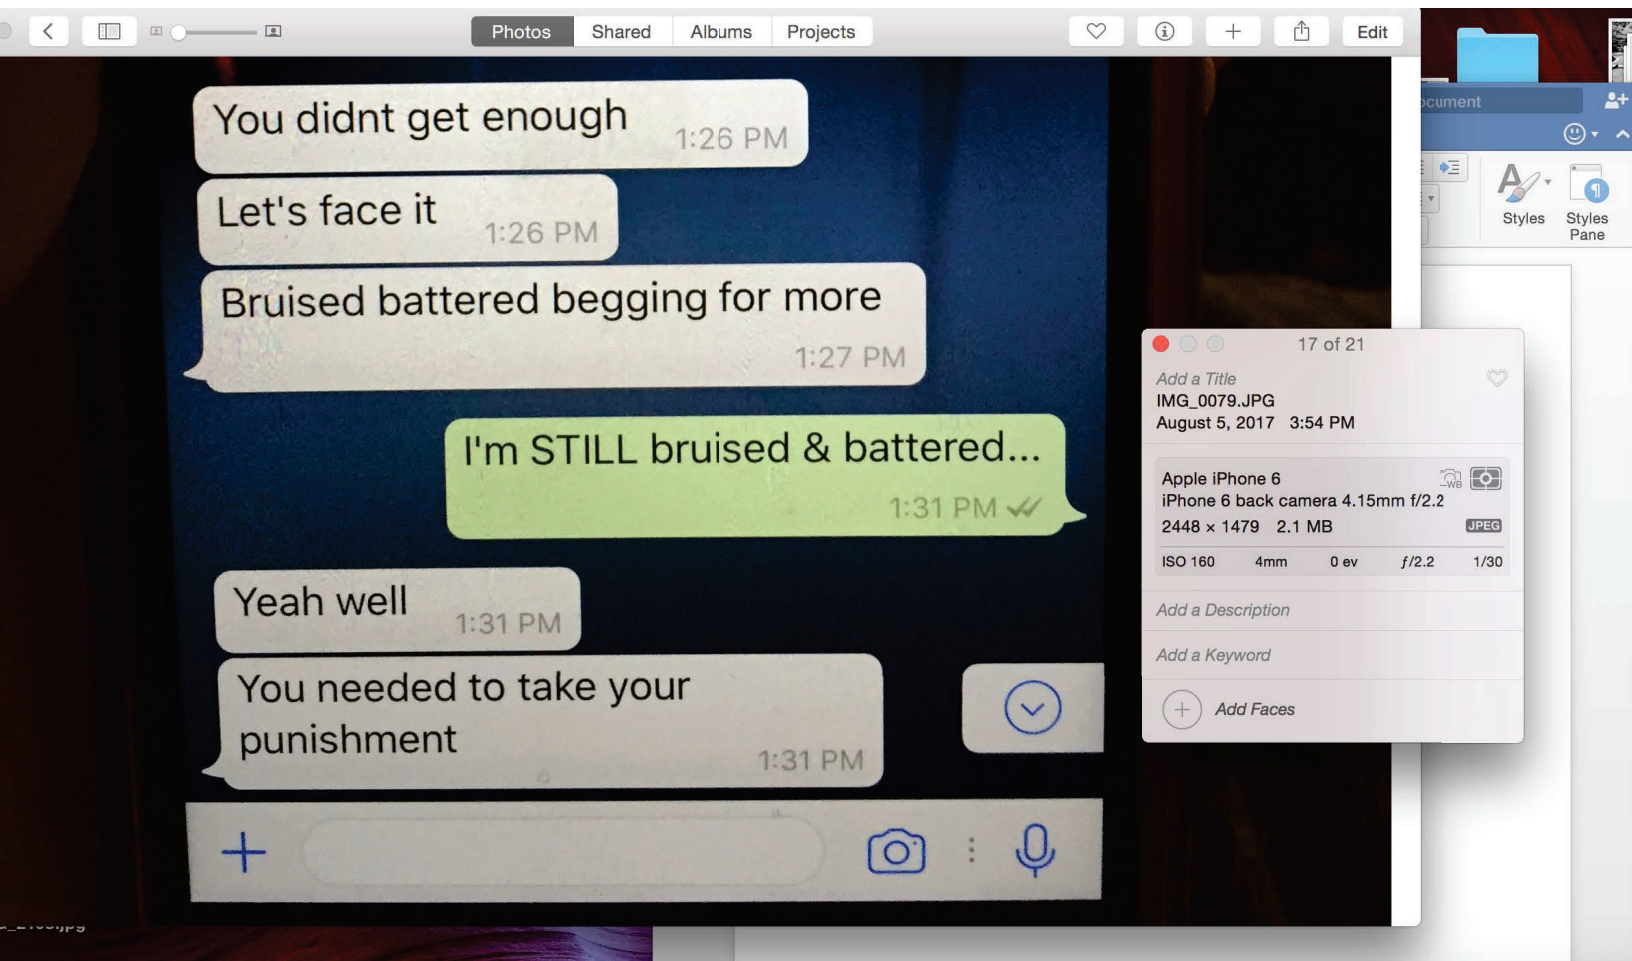 Photos
Shared
Albums
Projects
Edit
You didnt get enough
1:26 PM
Let's face it
1:26 PM
Bruised battered begging for more
1:27 PM
I'm STILL bruised & battered...
1:31 PM
Yeah well
1:31 PM
You needed to take your
punishment
1:31 PM
17 of 21
Add a Title
IMG_0079.JPG
August 5, 2017 3:54 PM
Apple iPhone 6
WB
iPhone 6 back camera 4.15mm f/2.2
2448 × 1479 2.1 MB
JPEG
ISO 160 4mm 0 ev ƒ/2.2 1/30
Add a Description
Add a Keyword
Add Faces
Styles
Styles
Pane